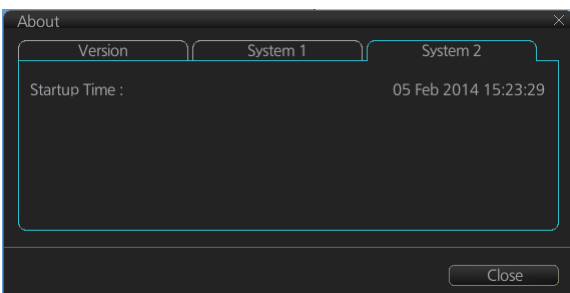 About
Version System 1 System 2
Startup Time : 05 Feb 2014 15:23:29
Close